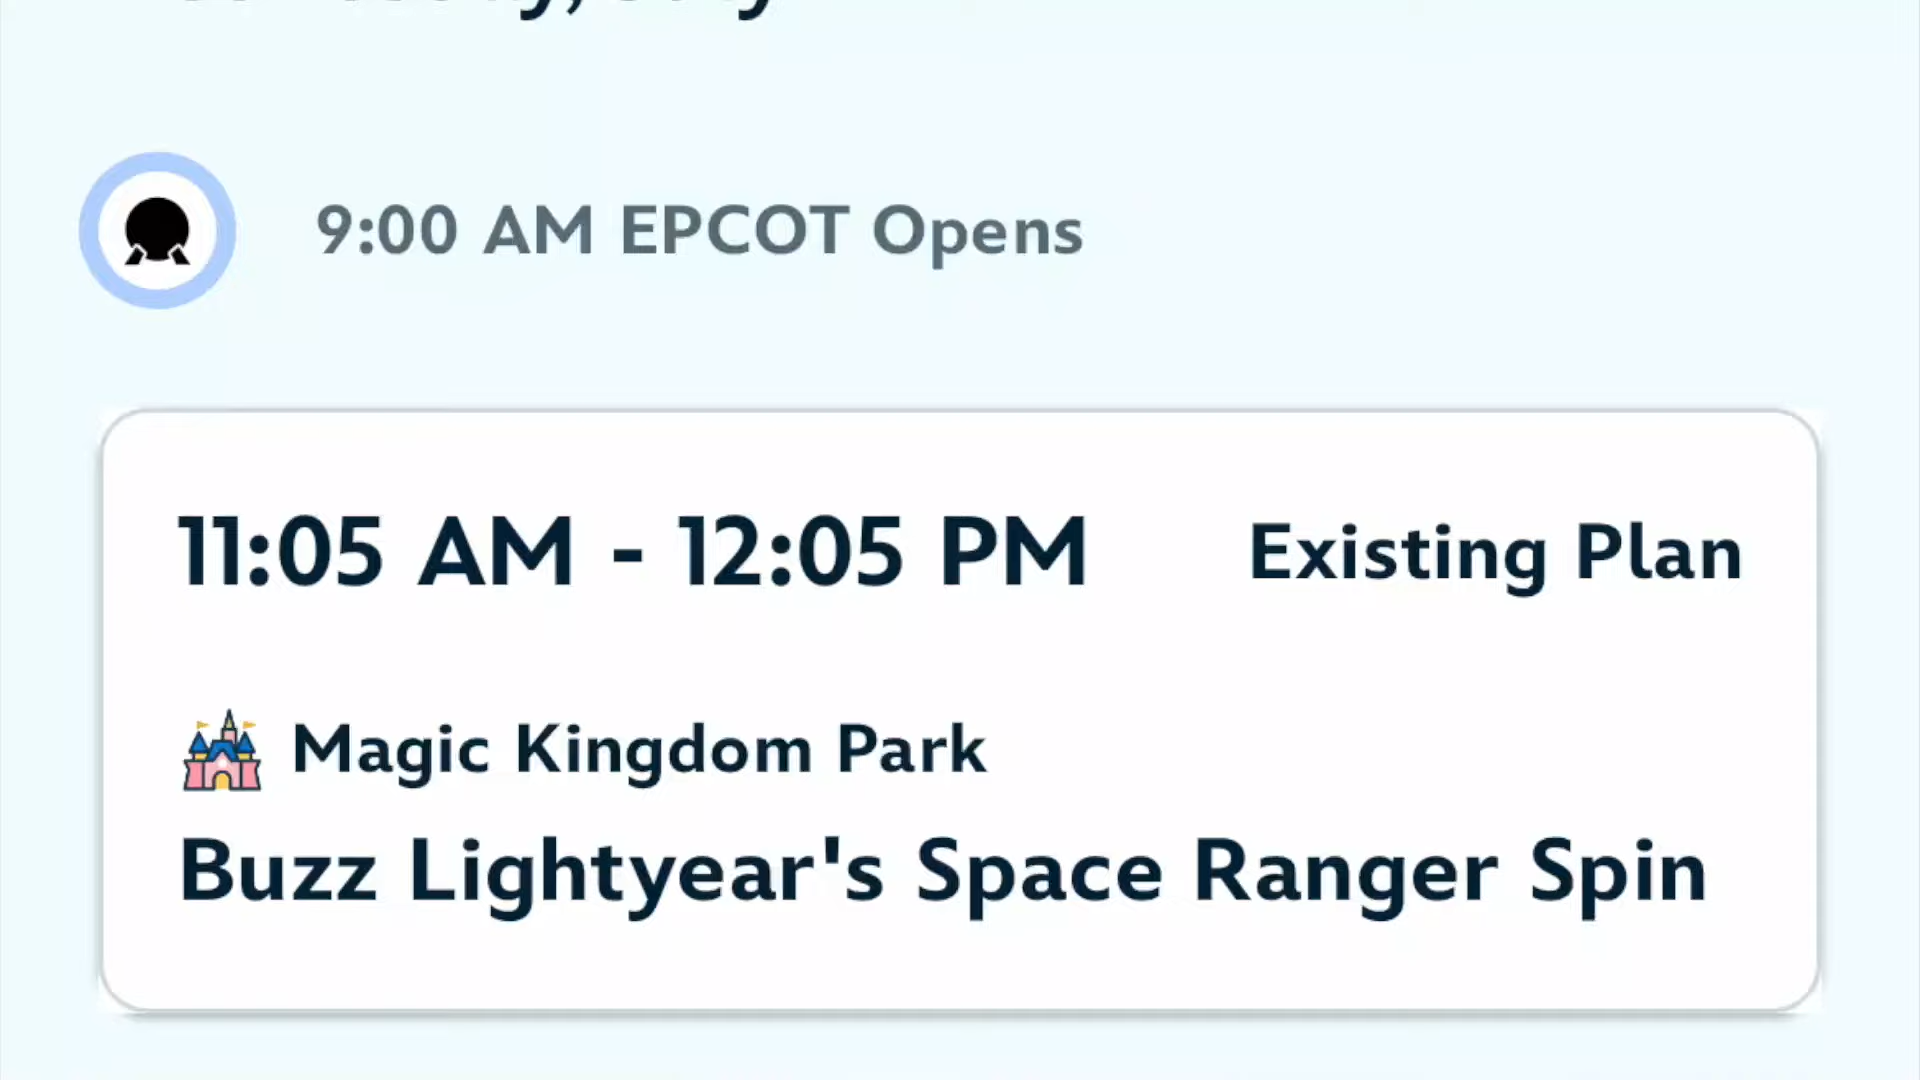 9:00 AM EPCOT Opens
11:05 AM - 12:05 PM
Existing Plan
Magic Kingdom Park
Buzz Lightyear's Space Ranger Spin